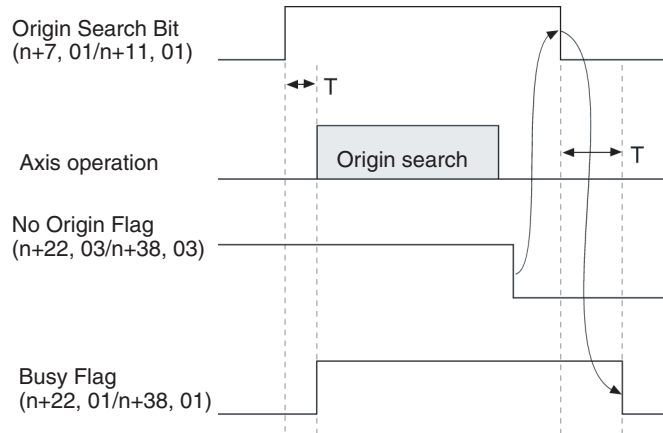 Origin Search Bit
(n+7, 01/n+11, 01)
T
Axis operation
Origin search
T
No Origin Flag
(n+22, 03/n+38, 03)
Busy Flag
(n+22, 01/n+38, 01)